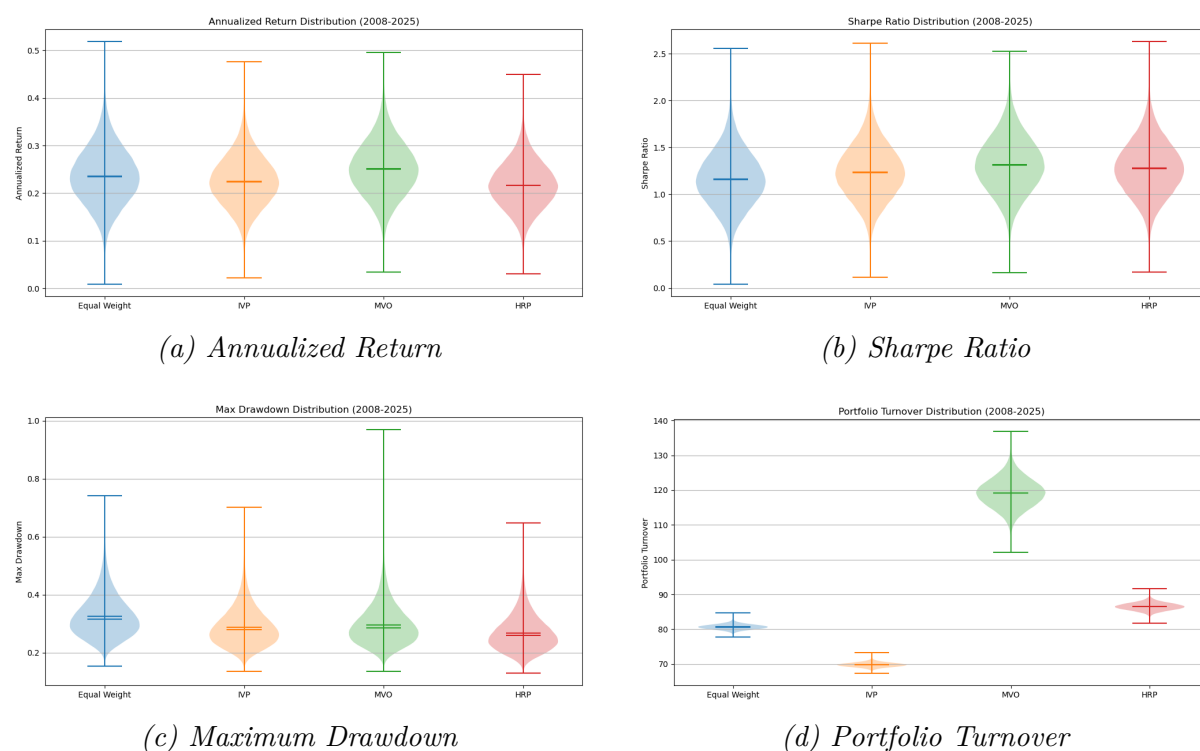 Annualized Return Distribution (2008-2025)
Annualized Return
0.5
0.4
0.3
0.2
0.1
0.0
Equal Weight IVP MVO HRP
(a) Annualized Return
Sharpe Ratio Distribution (2008-2025)
Sharpe Ratio
2.5
2.0
1.5
1.0
0.5
0.0
Equal Weight IVP MVO HRP
(b) Sharpe Ratio
Max Drawdown Distribution (2008-2025)
Max Drawdown
1.0
0.8
0.6
0.4
0.2
Equal Weight IVP MVO HRP
(c) Maximum Drawdown
Portfolio Turnover Distribution (2008-2025)
Portfolio Turnover
140
130
120
110
100
90
80
70
Equal Weight IVP MVO HRP
(d) Portfolio Turnover